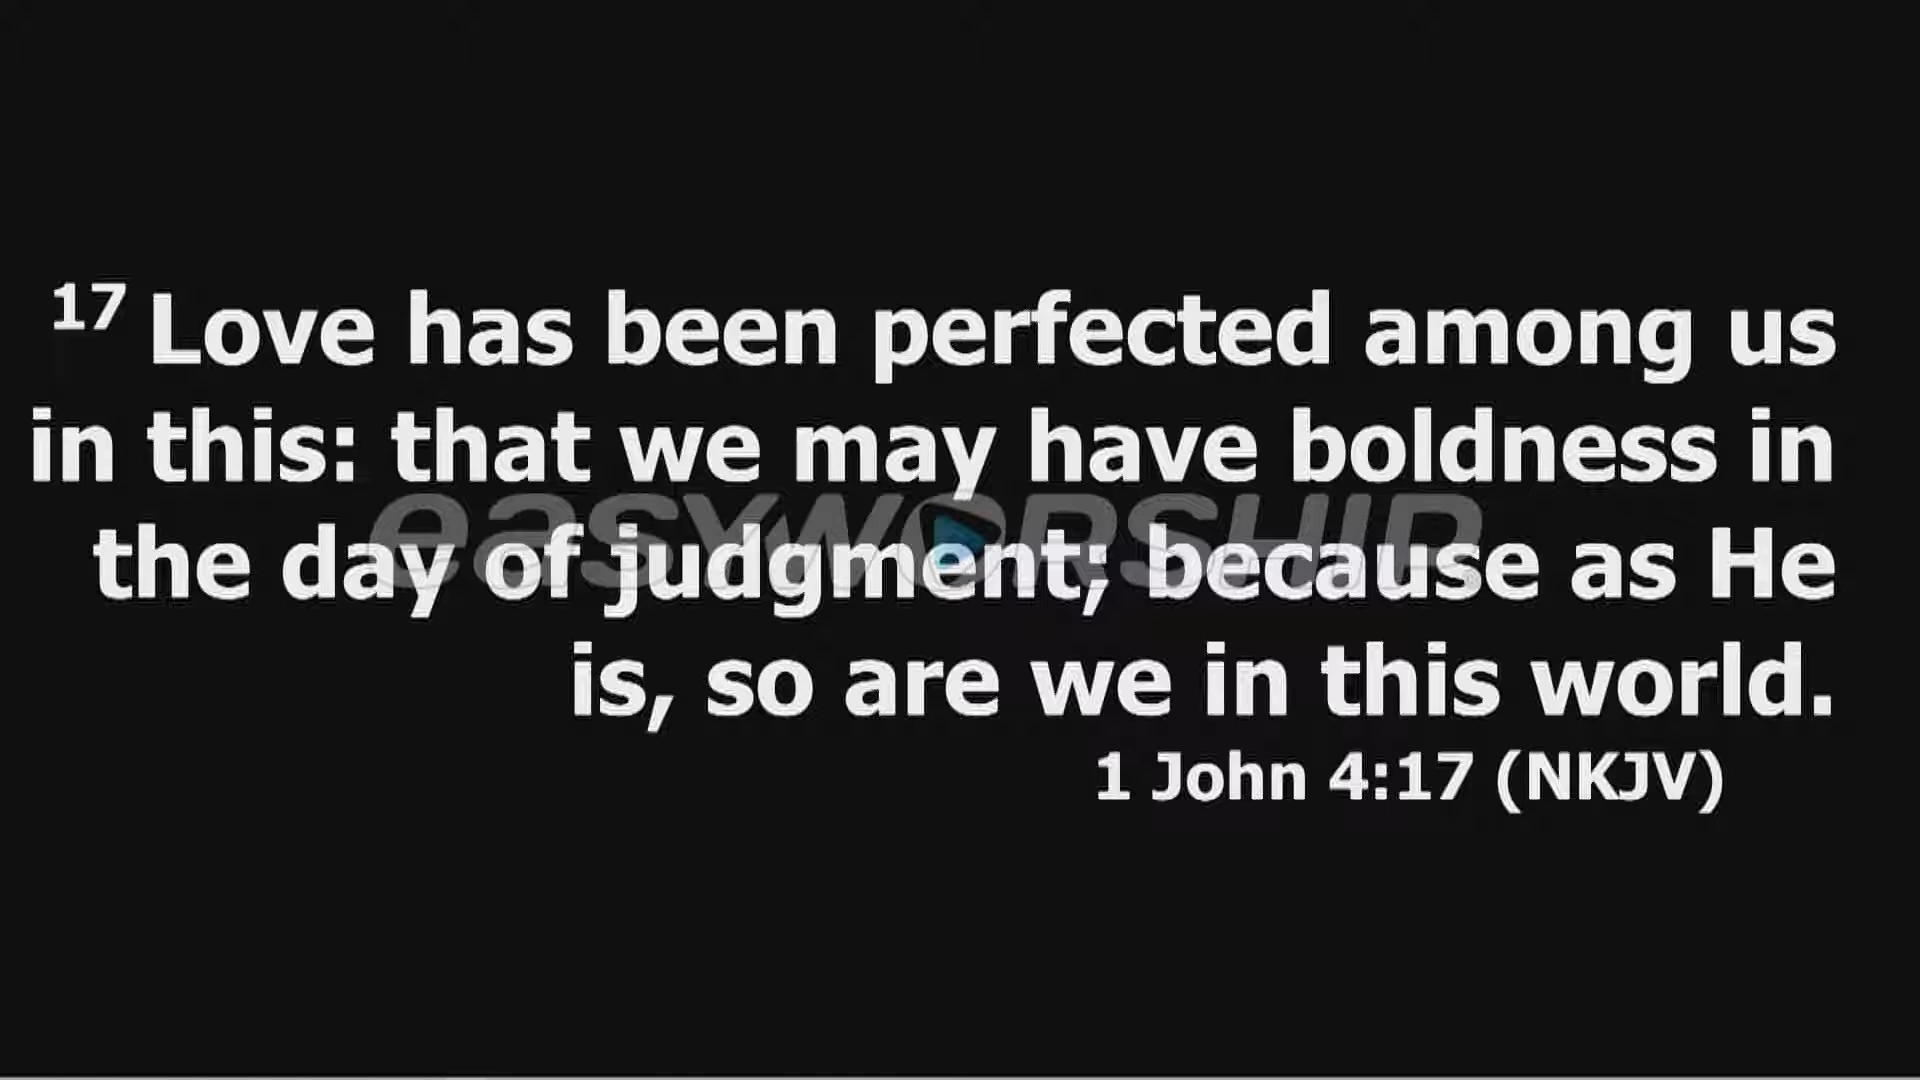 17 Love has been perfected among us
in this: that we may have boldness in
easyworship
the day of judgment; because as He
is, so are we in this world.
1 John 4:17 (NKJV)